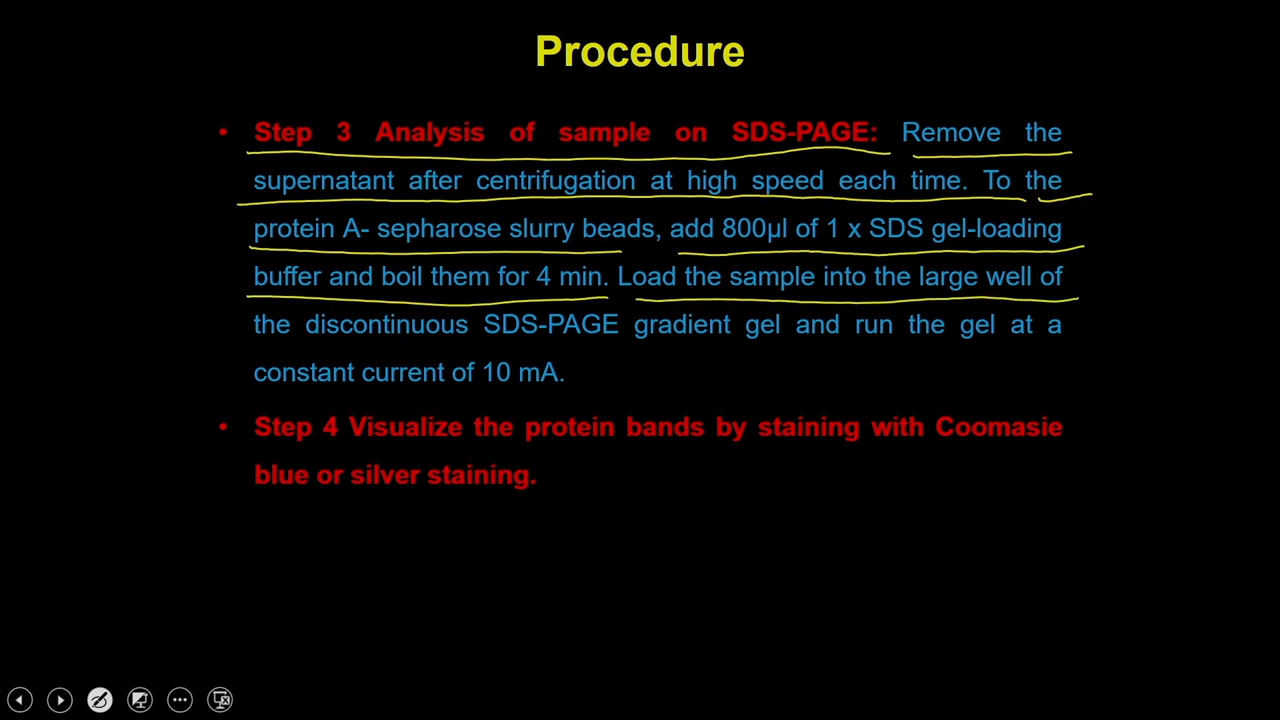 Procedure
• Step 3 Analysis of sample on SDS-PAGE: Remove the
supernatant after centrifugation at high speed each time. To the
protein A- sepharose slurry beads, add 800µl of 1 x SDS gel-loading
buffer and boil them for 4 min. Load the sample into the large well of
the discontinuous SDS-PAGE gradient gel and run the gel at a
constant current of 10 mA.
• Step 4 Visualize the protein bands by staining with Coomasie
blue or silver staining.